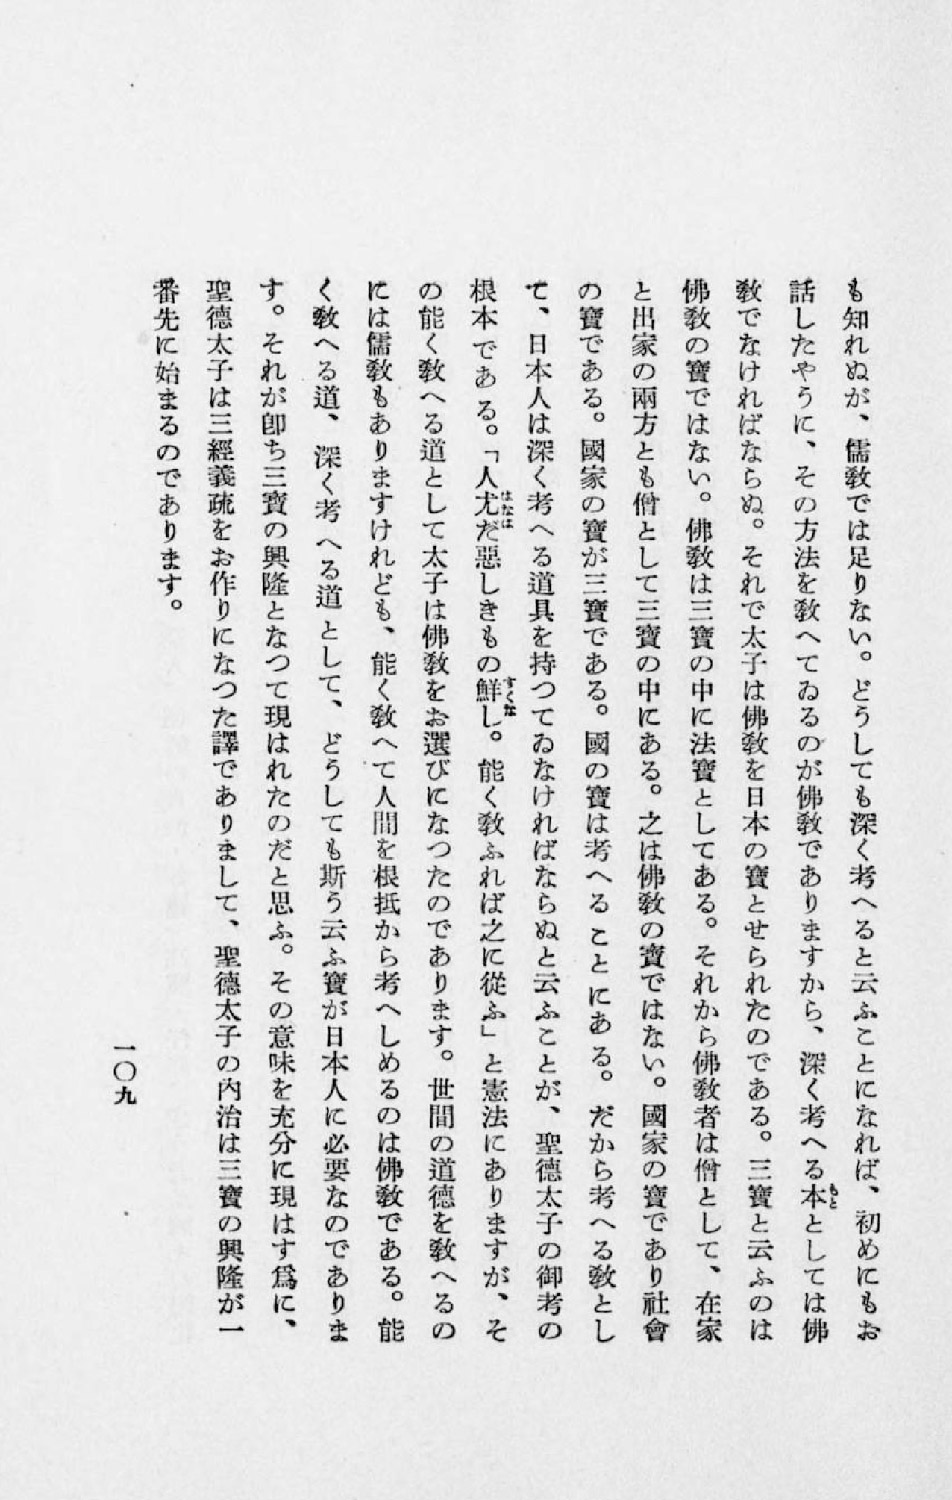 も知れぬが、儒敎では足りない。どうしても深く考へると云ふことになれば、初めにもお
話したやうに、その方法を敎へてゐるのが佛敎でありますから、深く考へる本としては佛
もと
敎でなければならぬ。それで太子は佛敎を日本の寶とせられたのである。三寶と云ふのは
佛敎の寶ではない。佛敎は三寶の中に法寶としてある。それから佛敎者は僧として、在家
と出家の兩方とも僧として三寶の中にある。之は佛敎の寶ではない。國家の寶であり社會
の寶である。國家の寶が三寶である。國の寶は考へることにある。だから考へる敎とし
て、日本人は深く考へる道具を持つてゐなければならぬと云ふことが、聖德太子の御考の
根本である。「人尤だ惡しきもの鮮し。能く敎ふれば之に從ふ」と憲法にありますが、そ
はなは
すくな
の能く敎へる道として太子は佛敎をお選びになつたのであります。世間の道德を敎へるの
には儒敎もありますけれども、能く敎へて人間を根抵から考へしめるのは佛敎である。能
く敎へる道、深く考へる道として、どうしても斯う云ふ寶が日本人に必要なのでありま
す。それが卽ち三寶の興隆となつて現はれたのだと思ふ。その意味を充分に現はす爲に、
聖德太子は三經義疏をお作りになつた譯でありまして、聖德太子の內治は三寶の興隆が一
番先に始まるのであります。
一〇九